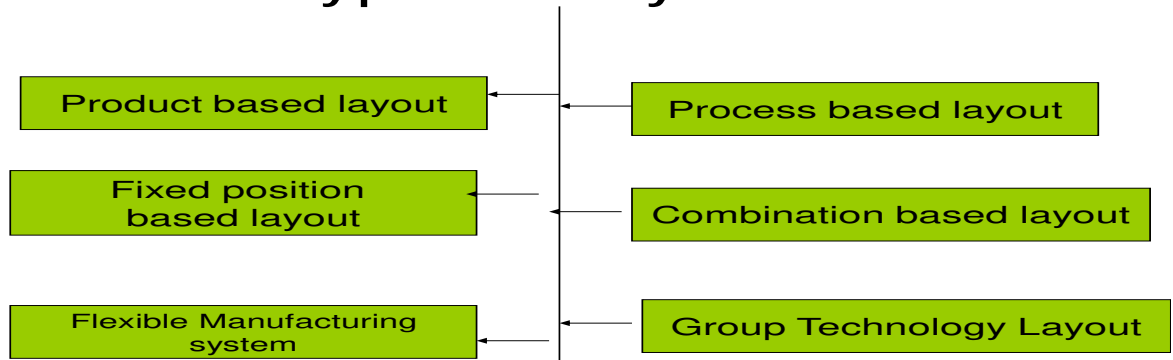 Product based layout
Process based layout
Fixed position
based layout
Combination based layout
Flexible Manufacturing
system
Group Technology Layout